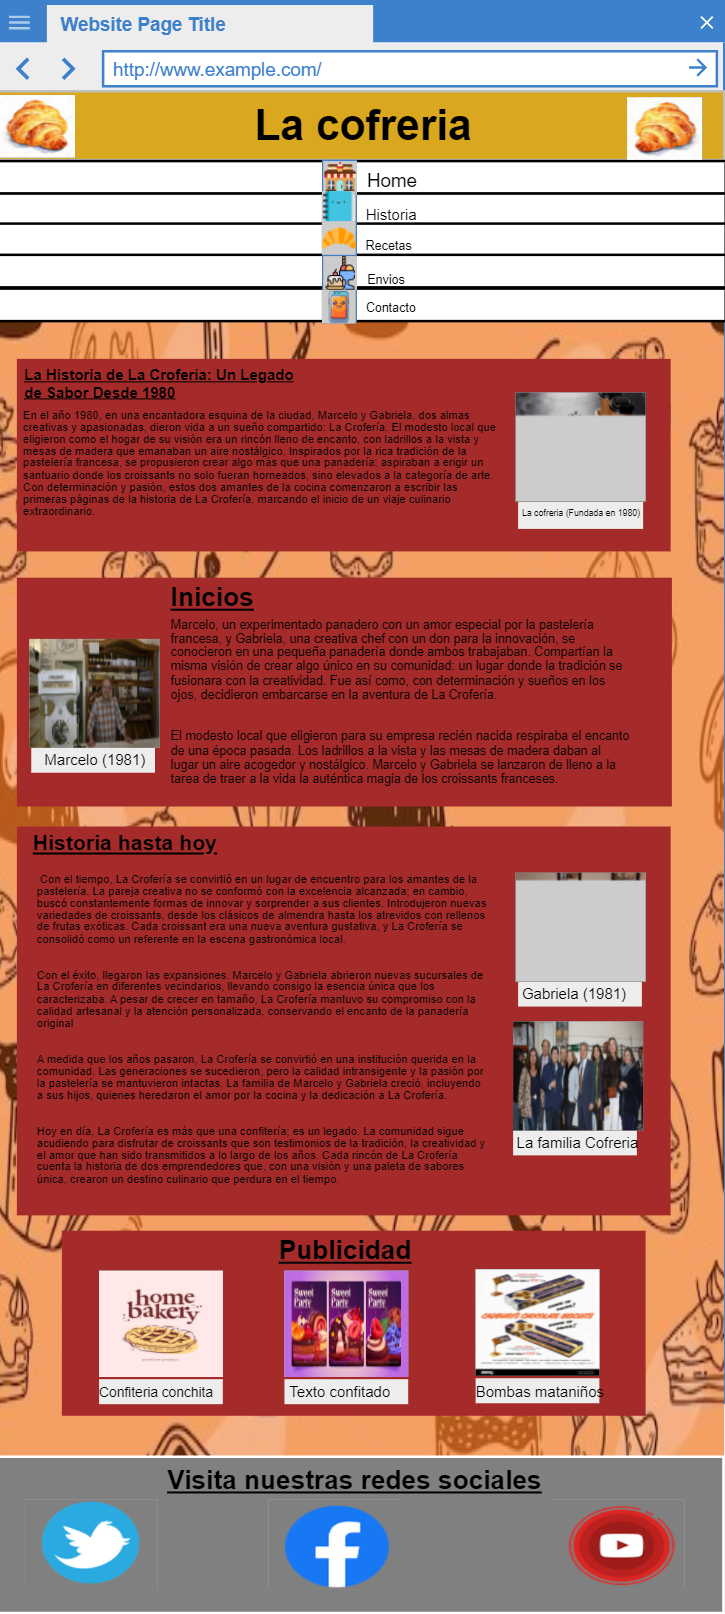 Website Page Title
http://www.example.com/
La cofreria
Home
Historia
Recetas
Envios
Contacto
La Historia de La Crofería: Un Legado
de Sabor Desde 1980
En el año 1980, en una encantadora esquina de la ciudad, Marcelo y Gabriela, dos almas
creativas y apasionadas, dieron vida a un sueño compartido: La Crofería. El modesto local que
eligieron como el hogar de su visión era un rincón lleno de encanto, con ladrillos a la vista y
mesas de madera que emanaban un aire nostálgico. Inspirados por la rica tradición de la
pastelería francesa, se propusieron crear algo más que una panadería; aspiraban a erigir un
santuario donde los croissants no solo fueran horneados, sino elevados a la categoría de arte.
Con determinación y pasión, estos dos amantes de la cocina comenzaron a escribir las
primeras páginas de la historia de La Crofería, marcando el inicio de un viaje culinario
extraordinario.
La cofreria (Fundada en 1980)
Inicios
Marcelo, un experimentado panadero con un amor especial por la pastelería
francesa, y Gabriela, una creativa chef con un don para la innovación, se
conocieron en una pequeña panadería donde ambos trabajaban. Compartían la
misma visión de crear algo único en su comunidad: un lugar donde la tradición se
fusionara con la creatividad. Fue así como, con determinación y sueños en los
ojos, decidieron embarcarse en la aventura de La Crofería.
El modesto local que eligieron para su empresa recién nacida respiraba el encanto
de una época pasada. Los ladrillos a la vista y las mesas de madera daban al
lugar un aire acogedor y nostálgico. Marcelo y Gabriela se lanzaron de lleno a la
tarea de traer a la vida la auténtica magia de los croissants franceses.
Marcelo (1981)
Historia hasta hoy
Con el tiempo, La Crofería se convirtió en un lugar de encuentro para los amantes de la
pastelería. La pareja creativa no se conformó con la excelencia alcanzada; en cambio,
buscó constantemente formas de innovar y sorprender a sus clientes. Introdujeron nuevas
variedades de croissants, desde los clásicos de almendra hasta los atrevidos con rellenos
de frutas exóticas. Cada croissant era una nueva aventura gustativa, y La Crofería se
consolidó como un referente en la escena gastronómica local.
Con el éxito, llegaron las expansiones. Marcelo y Gabriela abrieron nuevas sucursales de
La Crofería en diferentes vecindarios, llevando consigo la esencia única que los
caracterizaba. A pesar de crecer en tamaño, La Crofería mantuvo su compromiso con la
calidad artesanal y la atención personalizada, conservando el encanto de la panadería
original
A medida que los años pasaron, La Crofería se convirtió en una institución querida en la
comunidad. Las generaciones se sucedieron, pero la calidad intransigente y la pasión por
la pastelería se mantuvieron intactas. La familia de Marcelo y Gabriela creció, incluyendo
a sus hijos, quienes heredaron el amor por la cocina y la dedicación a La Crofería.
Hoy en día, La Crofería es más que una confitería; es un legado. La comunidad sigue
acudiendo para disfrutar de croissants que son testimonios de la tradición, la creatividad y
el amor que han sido transmitidos a lo largo de los años. Cada rincón de La Crofería
cuenta la historia de dos emprendedores que, con una visión y una paleta de sabores
única, crearon un destino culinario que perdura en el tiempo.
Gabriela (1981)
La familia Cofreria
Publicidad
home
bakery
Sweet Party
Sweet Party
Sweet Party
Confiteria conchita
Texto confitado
Bombas mataniños
Visita nuestras redes sociales